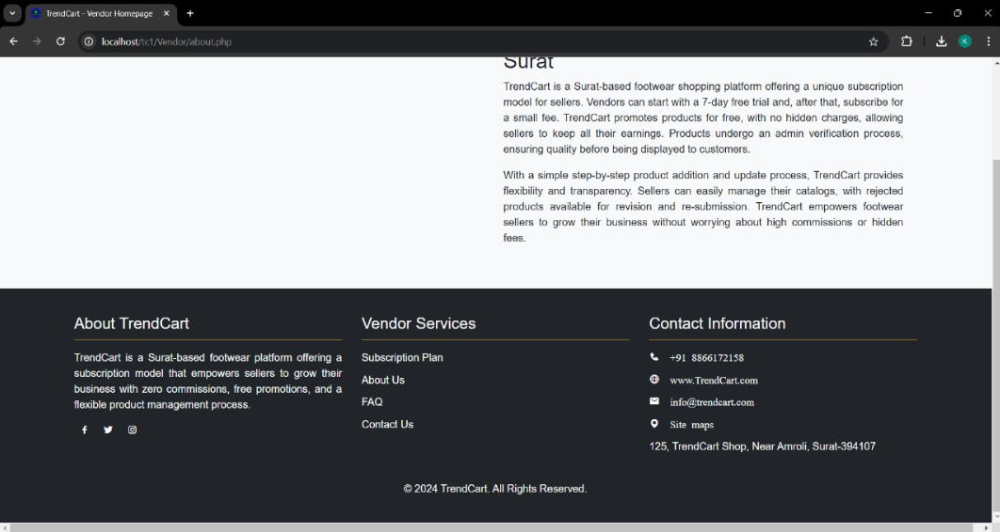 TrendCart - Vendor Homepage
localhost/tc1/Vendor/about.php
K
Surat
TrendCart is a Surat-based footwear shopping platform offering a unique subscription
model for sellers. Vendors can start with a 7-day free trial and, after that, subscribe for
a small fee. TrendCart promotes products for free, with no hidden charges, allowing
sellers to keep all their earnings. Products undergo an admin verification process,
ensuring quality before being displayed to customers.
With a simple step-by-step product addition and update process, TrendCart provides
flexibility and transparency. Sellers can easily manage their catalogs, with rejected
products available for revision and re-submission. TrendCart empowers footwear
sellers to grow their business without worrying about high commissions or hidden
fees.
About TrendCart
TrendCart is a Surat-based footwear platform offering a
subscription model that empowers sellers to grow their
business with zero commissions, free promotions, and a
flexible product management process.
Vendor Services
Subscription Plan
About Us
FAQ
Contact Us
Contact Information
+91 8866172158
www.TrendCart.com
info@trendcart.com
Site maps
125, TrendCart Shop, Near Amroli, Surat-394107
© 2024 TrendCart. All Rights Reserved.